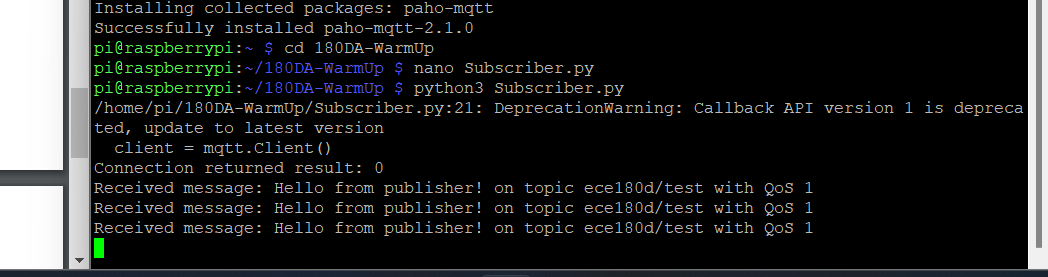 Installing collected packages: paho-mqtt
Successfully installed paho-mqtt-2.1.0
pi@raspberrypi:~ $ cd 180DA-WarmUp
pi@raspberrypi:~/180DA-WarmUp $ nano Subscriber.py
pi@raspberrypi:~/180DA-WarmUp $ python3 Subscriber.py
/home/pi/180DA-WarmUp/Subscriber.py:21: DeprecationWarning: Callback API version 1 is depreca
ted, update to latest version
  client = mqtt.Client()
Connection returned result: 0
Received message: Hello from publisher! on topic ece180d/test with QoS 1
Received message: Hello from publisher! on topic ece180d/test with QoS 1
Received message: Hello from publisher! on topic ece180d/test with QoS 1